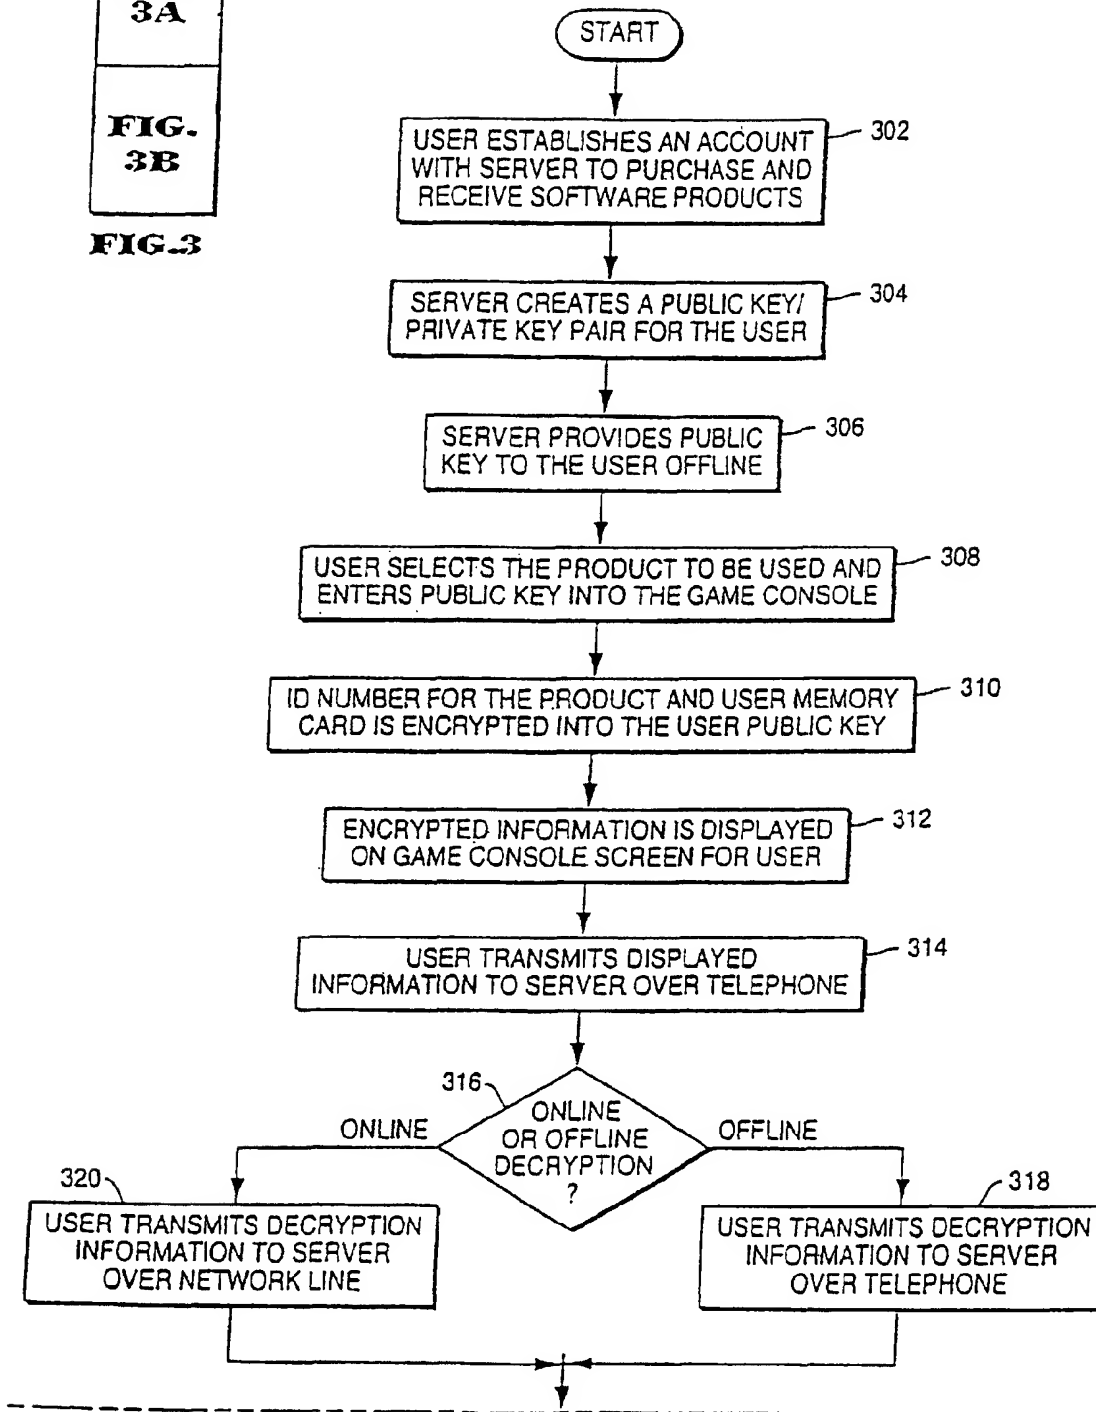 3A
FIG.
3B
FIG.3
START
302
USER ESTABLISHES AN ACCOUNT
WITH SERVER TO PURCHASE AND
RECEIVE SOFTWARE PRODUCTS
304
SERVER CREATES A PUBLIC KEY/
PRIVATE KEY PAIR FOR THE USER
306
SERVER PROVIDES PUBLIC
KEY TO THE USER OFFLINE
308
USER SELECTS THE PRODUCT TO BE USED AND
ENTERS PUBLIC KEY INTO THE GAME CONSOLE
310
ID NUMBER FOR THE PRODUCT AND USER MEMORY
CARD IS ENCRYPTED INTO THE USER PUBLIC KEY
312
ENCRYPTED INFORMATION IS DISPLAYED
ON GAME CONSOLE SCREEN FOR USER
314
USER TRANSMITS DISPLAYED
INFORMATION TO SERVER OVER TELEPHONE
316
ONLINE
OR OFFLINE
DECRYPTION
?
ONLINE
OFFLINE
320
USER TRANSMITS DECRYPTION
INFORMATION TO SERVER
OVER NETWORK LINE
318
USER TRANSMITS DECRYPTION
INFORMATION TO SERVER
OVER TELEPHONE